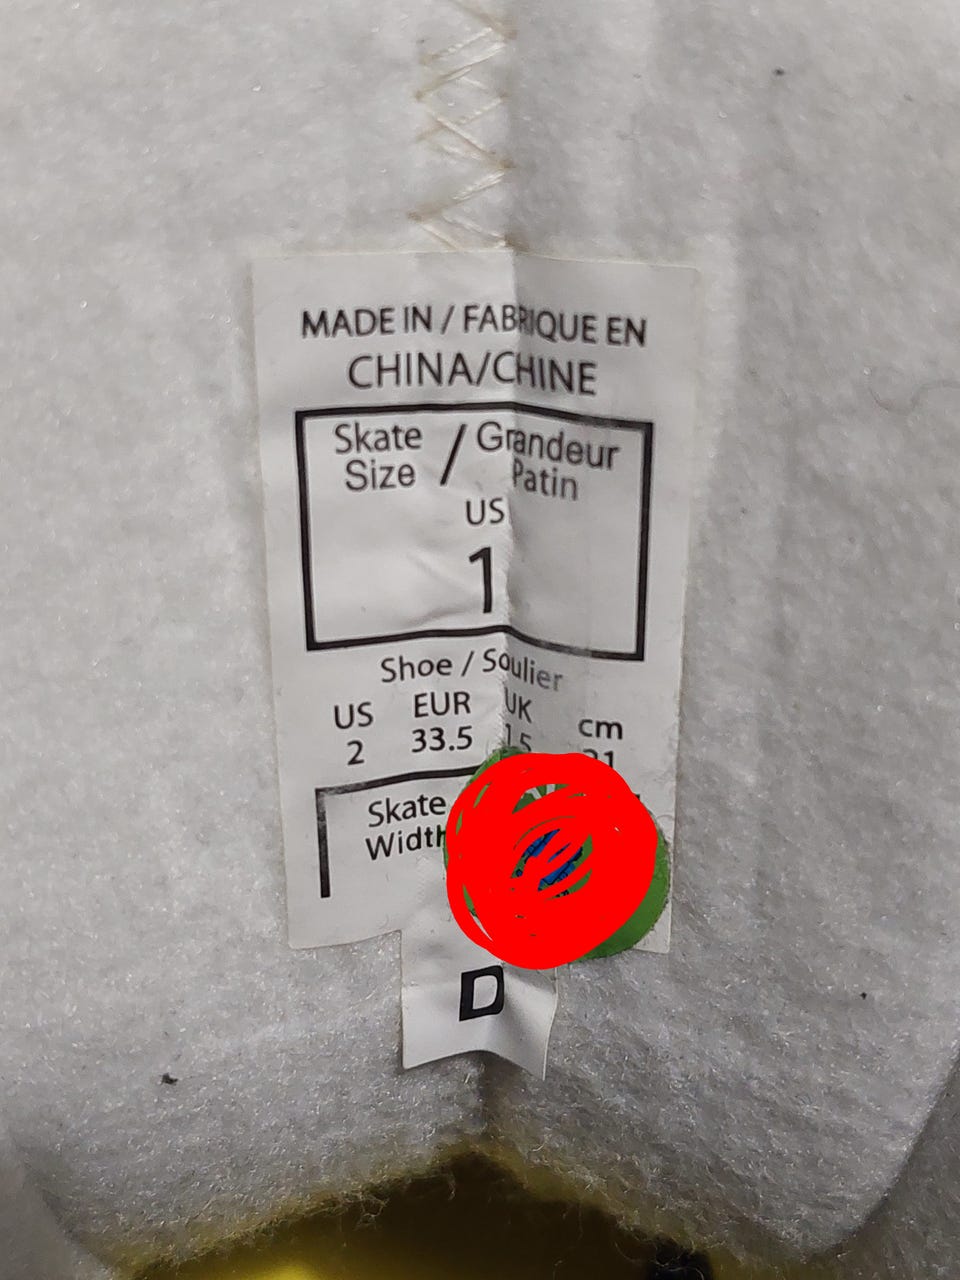 MADE IN / FABRIQUE EN
CHINA/CHINE
Skate Size / Grandeur Patin
US
1
Shoe / Soulier
US EUR UK cm
2 33.5
Skate
Width
D